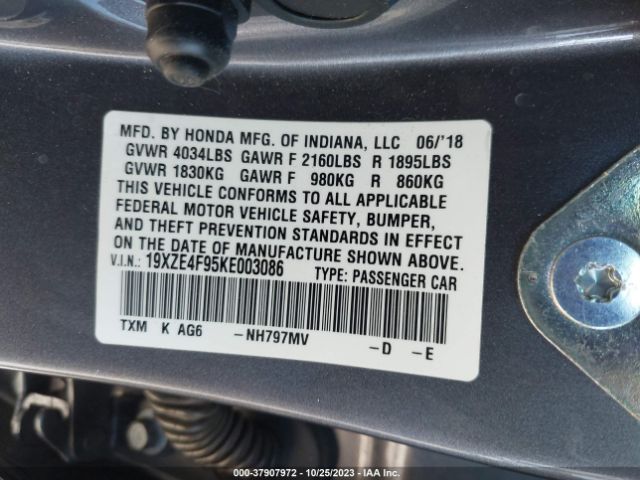 MFD. BY HONDA MFG. OF INDIANA, LLC 06/'18
GVWR 4034LBS GAWR F 2160LBS R 1895LBS
GVWR 1830KG GAWR F 980KG R 860KG
THIS VEHICLE CONFORMS TO ALL APPLICABLE
FEDERAL MOTOR VEHICLE SAFETY, BUMPER,
AND THEFT PREVENTION STANDARDS IN EFFECT
ON THE DATE OF MANUFACTURE SHOWN ABOVE.
V.I.N.: 19XZE4F95KE003086 TYPE: PASSENGER CAR
TXM K AG6 -NH797MV -D -E
000-37907972 | 10/25/2023 | IAA Inc.